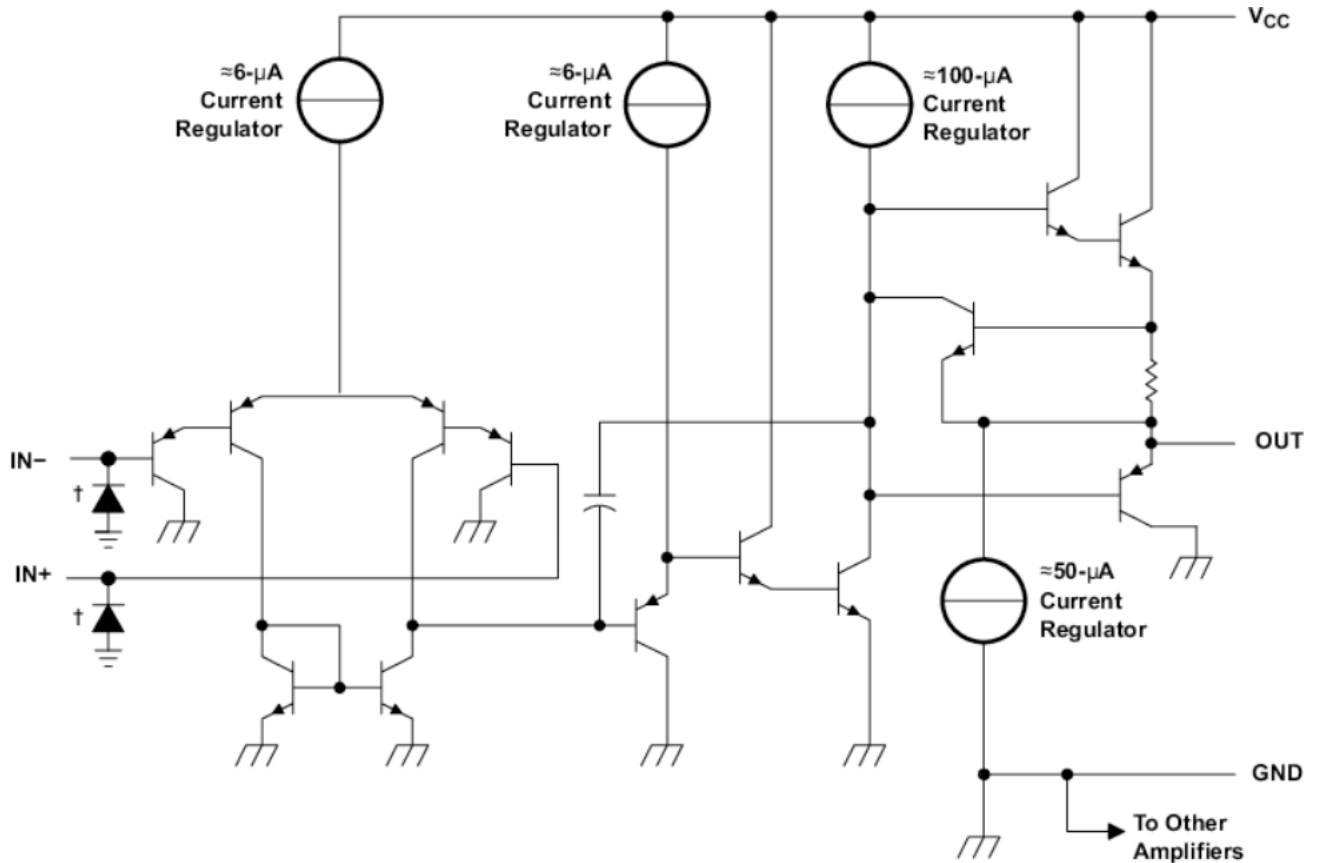 VCC
≈6-µA
Current
Regulator
≈6-µA
Current
Regulator
≈100-µA
Current
Regulator
IN−
†
OUT
IN+
†
≈50-µA
Current
Regulator
GND
To Other
Amplifiers